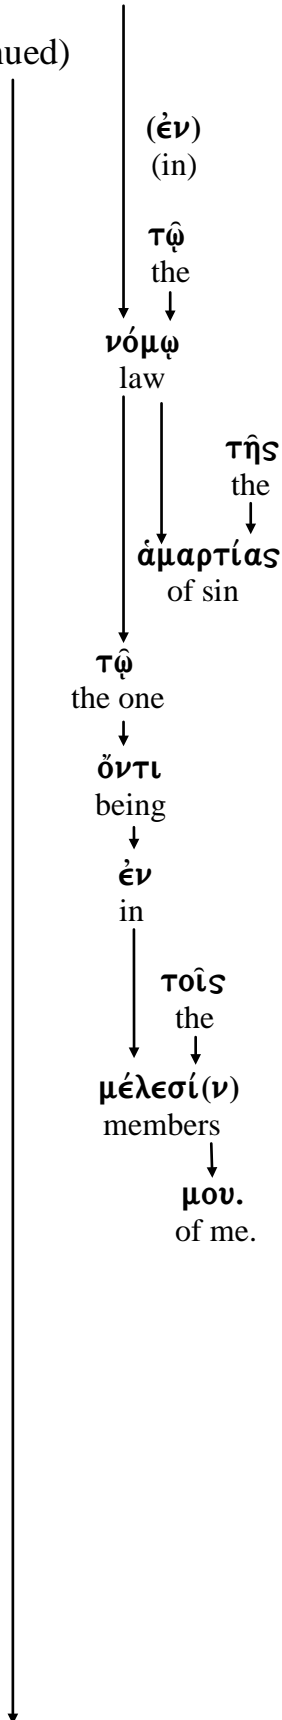 nued)
(ἐν)
(in)
τῷ
the
νόμῳ
law
τῆς
the
ἁμαρτίας
of sin
τῷ
the one
ὄντι
being
ἐν
in
τοῖς
the
μέλεσί(ν)
members
μου.
of me.